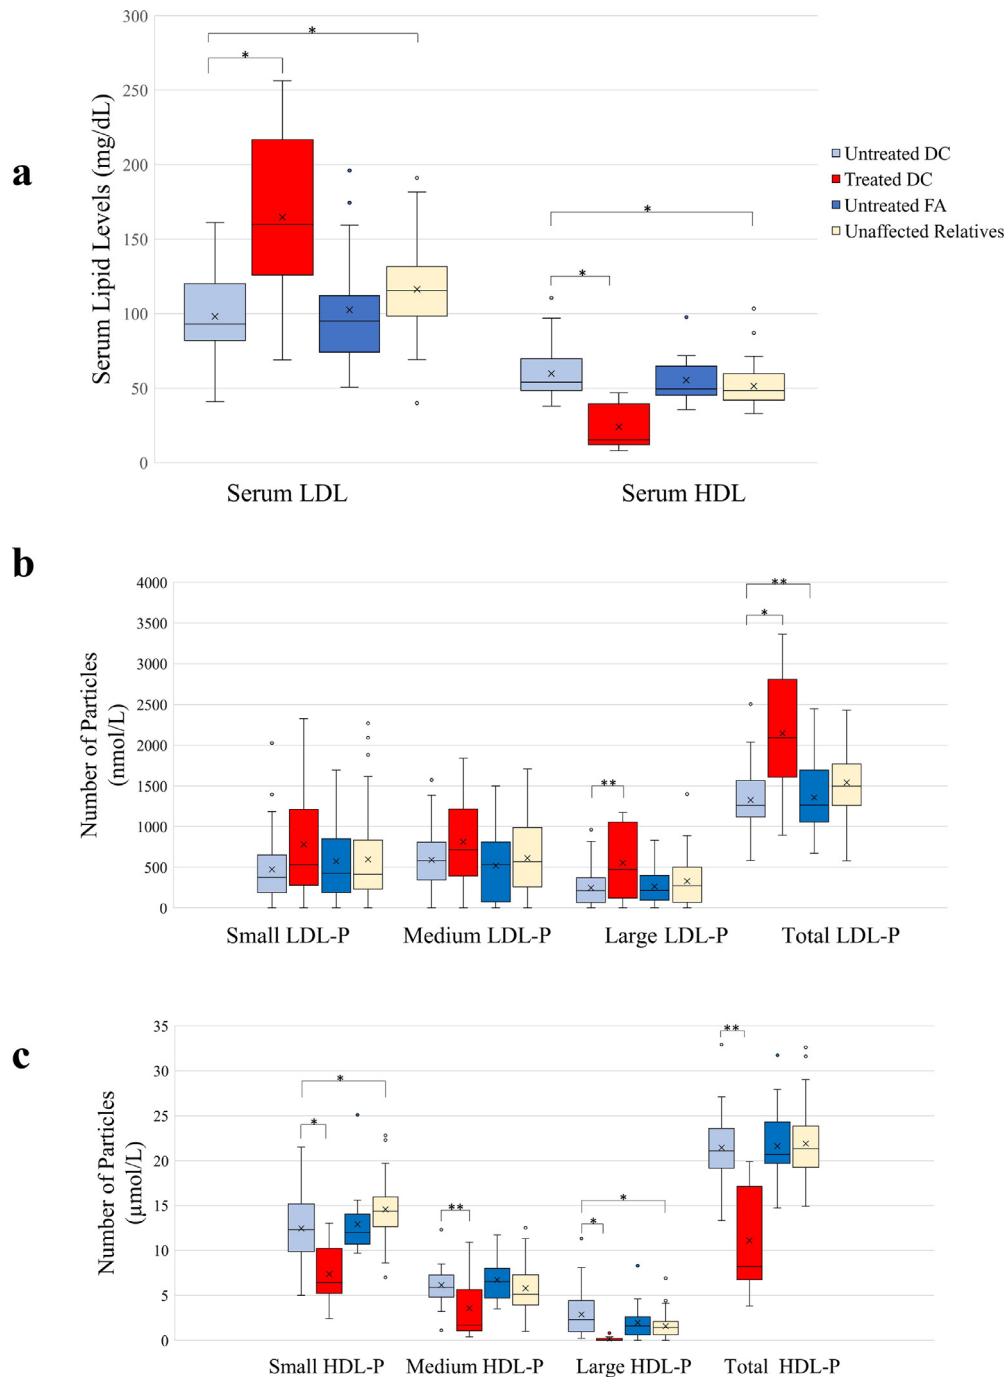 a
Serum Lipid Levels (mg/dL)
300
250
200
150
100
50
0
*
*
*
*
Serum LDL
Serum HDL
Untreated DC
Treated DC
Untreated FA
Unaffected Relatives
b
Number of Particles
(nmol/L)
4000
3500
3000
2500
2000
1500
1000
500
0
**
**
*
Small LDL-P
Medium LDL-P
Large LDL-P
Total LDL-P
c
Number of Particles
(μmol/L)
35
30
25
20
15
10
5
0
*
*
**
*
*
**
Small HDL-P
Medium HDL-P
Large HDL-P
Total HDL-P